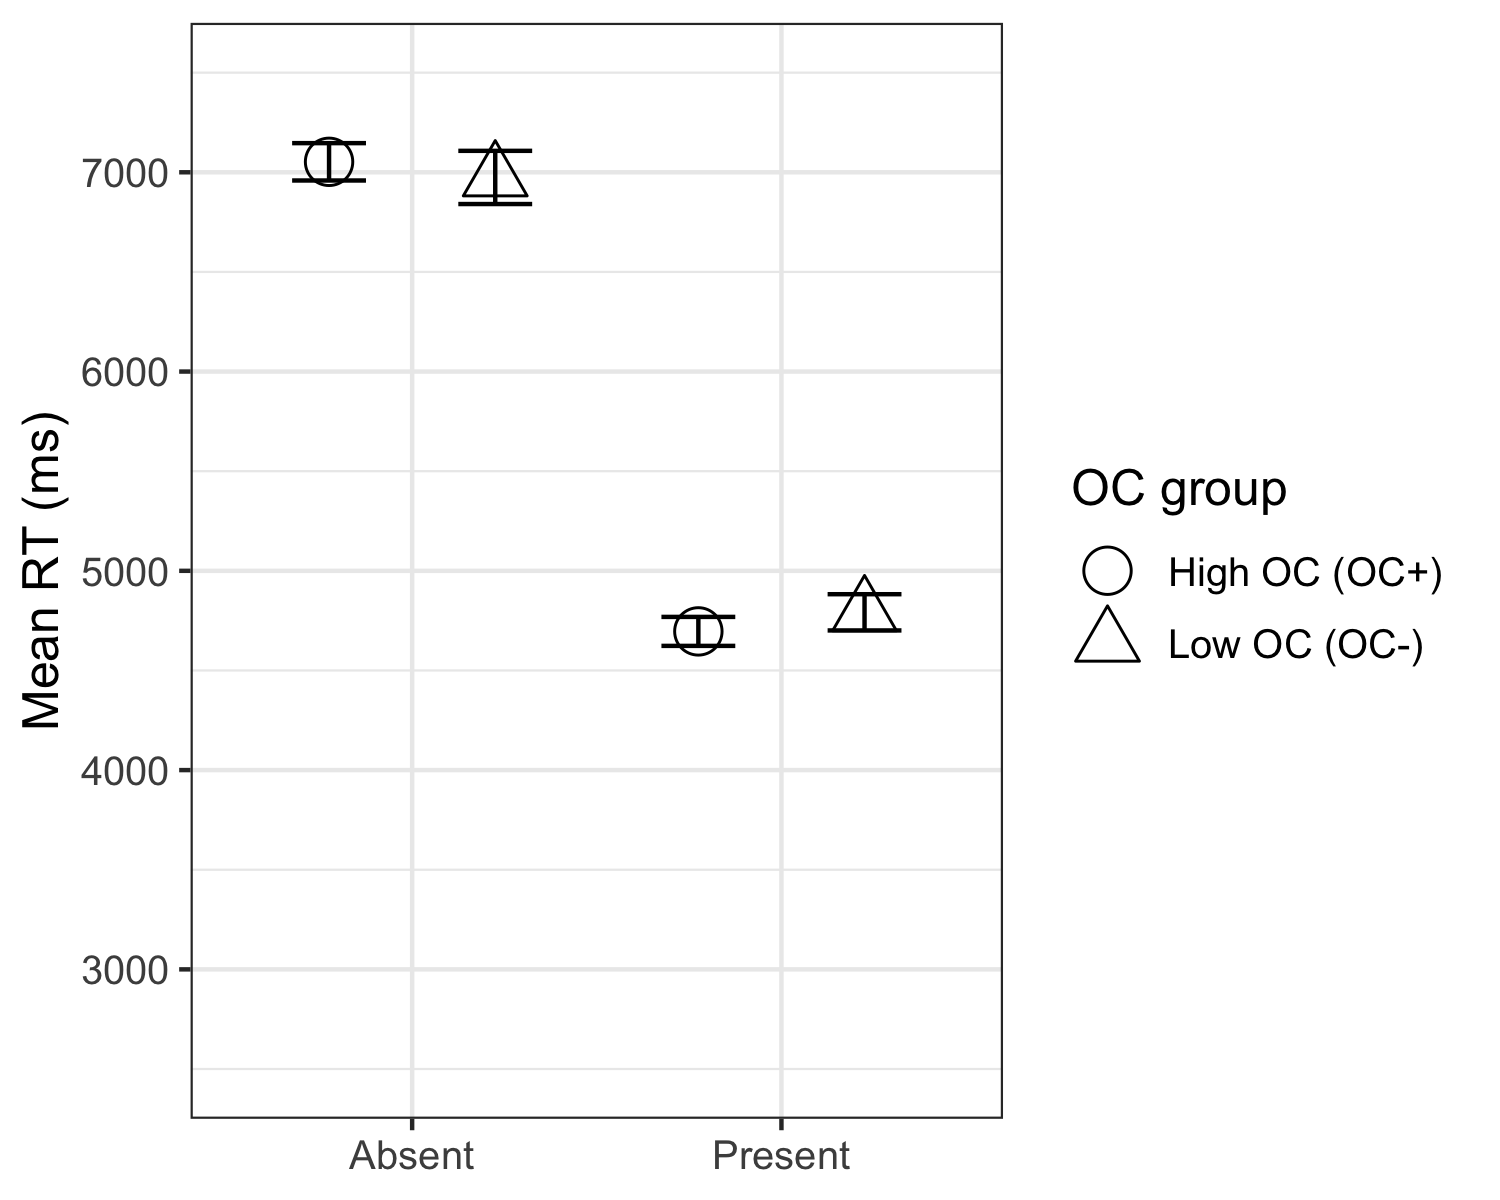 Mean RT (ms)
7000
6000
5000
4000
3000
Absent
Present
OC group
High OC (OC+)
Low OC (OC-)